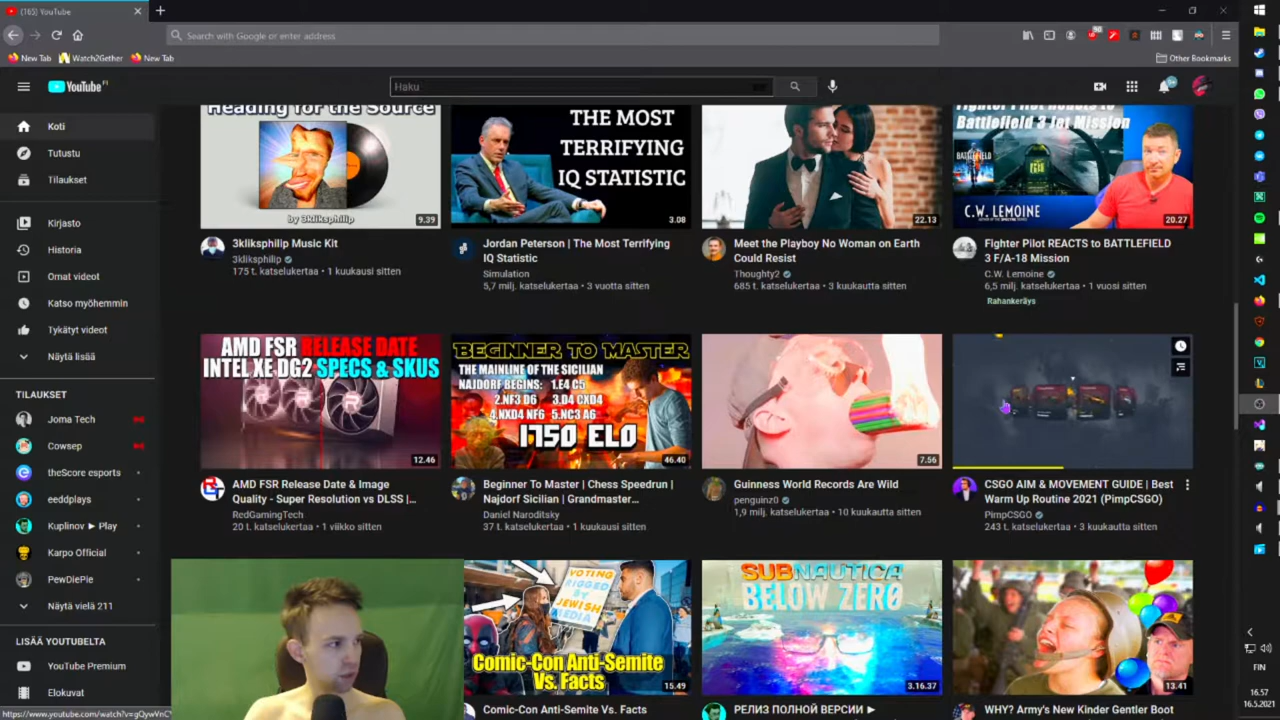 (165) YouTube
Search with Google or enter address
90
New Tab
Watch2Gether
New Tab
Other Bookmarks
YouTube FI
Haku
9+
Koti
Tutustu
Tilaukset
Kirjasto
Historia
Omat videot
Katso myöhemmin
Tykätyt videot
Näytä lisää
TILAUKSET
Joma Tech
Cowsep
theScore esports
eeddplays
Kuplinov ► Play
Karpo Official
PewDiePie
Näytä vielä 211
LISÄÄ YOUTUBELTA
YouTube Premium
Elokuvat
https://www.youtube.com/watch?v=gQywVnC
Heading for the Source
by 3kliksphilip
9.39
3kliksphilip Music Kit
3kliksphilip
175 t. katselukertaa • 1 kuukausi sitten
THE MOST
TERRIFYING
IQ STATISTIC
3.08
Jordan Peterson | The Most Terrifying
IQ Statistic
Simulation
5,7 milj. katselukertaa • 3 vuotta sitten
22.13
Meet the Playboy No Woman on Earth
Could Resist
Thoughty2
685 t. katselukertaa • 3 kuukautta sitten
Fighter Pilot Reacts to
Battlefield 3 Jet Mission
BATTLEFIELD
C.W. LEMOINE
20.27
Fighter Pilot REACTS to BATTLEFIELD
3 F/A-18 Mission
C.W. Lemoine
6,5 milj. katselukertaa • 1 vuosi sitten
Rahankeräys
AMD FSR RELEASE DATE
INTEL XE DG2 SPECS & SKUS
12.46
AMD FSR Release Date & Image
Quality - Super Resolution vs DLSS |...
RedGamingTech
20 t. katselukertaa • 1 viikko sitten
BEGINNER TO MASTER
THE MAINLINE OF THE SICILIAN
NAJDORF BEGINS: 1.E4 C5
2.NF3 D6 3.D4 CXD4
4.NXD4 NF6 5.NC3 A6
1750 ELO
46.40
Beginner To Master | Chess Speedrun |
Najdorf Sicilian | Grandmaster...
Daniel Naroditsky
37 t. katselukertaa • 1 kuukausi sitten
7.56
Guinness World Records Are Wild
penguinz0
1,9 milj. katselukertaa • 10 kuukautta sitten
CSGO AIM & MOVEMENT GUIDE | Best
Warm Up Routine 2021 (PimpCSGO)
PimpCSGO
243 t. katselukertaa • 3 kuukautta sitten
VOTING
RIGGED
BY
JEWISH
MEDIA
Comic-Con Anti-Semite
Vs. Facts
15.49
Comic-Con Anti-Semite Vs. Facts
SUBNAUTICA
BELOW ZERO
3.16.37
РЕЛИЗ ПОЛНОЙ ВЕРСИИ ►
13.41
WHY? Army's New Kinder Gentler Boot
FIN
16.57
16.5.2021